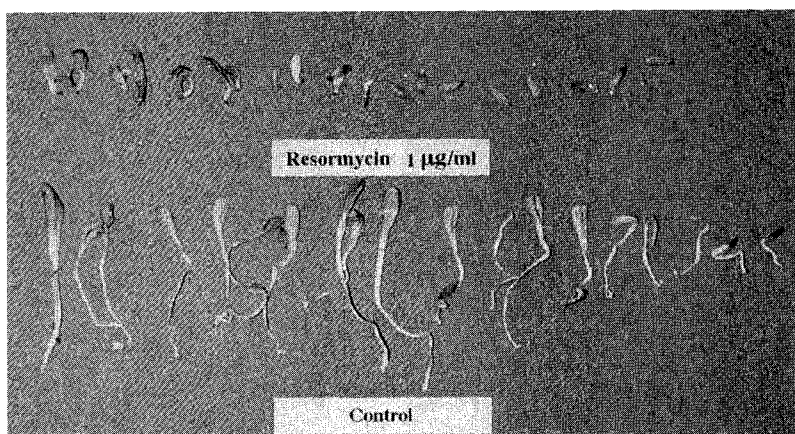 Resormycin 1 μg/ml
Control